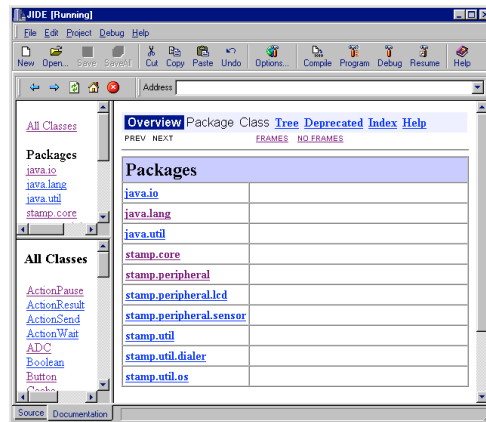 JIDE [Running]
File Edit Project Debug Help
New Open... Save SaveAll Cut Copy Paste Undo Options... Compile Program Debug Resume Help
Address
All Classes
Packages
java.io
java.lang
java.util
stamp.core
All Classes
ActionPause
ActionResult
ActionSend
ActionWait
ADC
Boolean
Button
Overview Package Class Tree Deprecated Index Help
PREV NEXT FRAMES NO FRAMES
Packages
java.io
java.lang
java.util
stamp.core
stamp.peripheral
stamp.peripheral.lcd
stamp.peripheral.sensor
stamp.util
stamp.util.dialer
stamp.util.os
Source Documentation